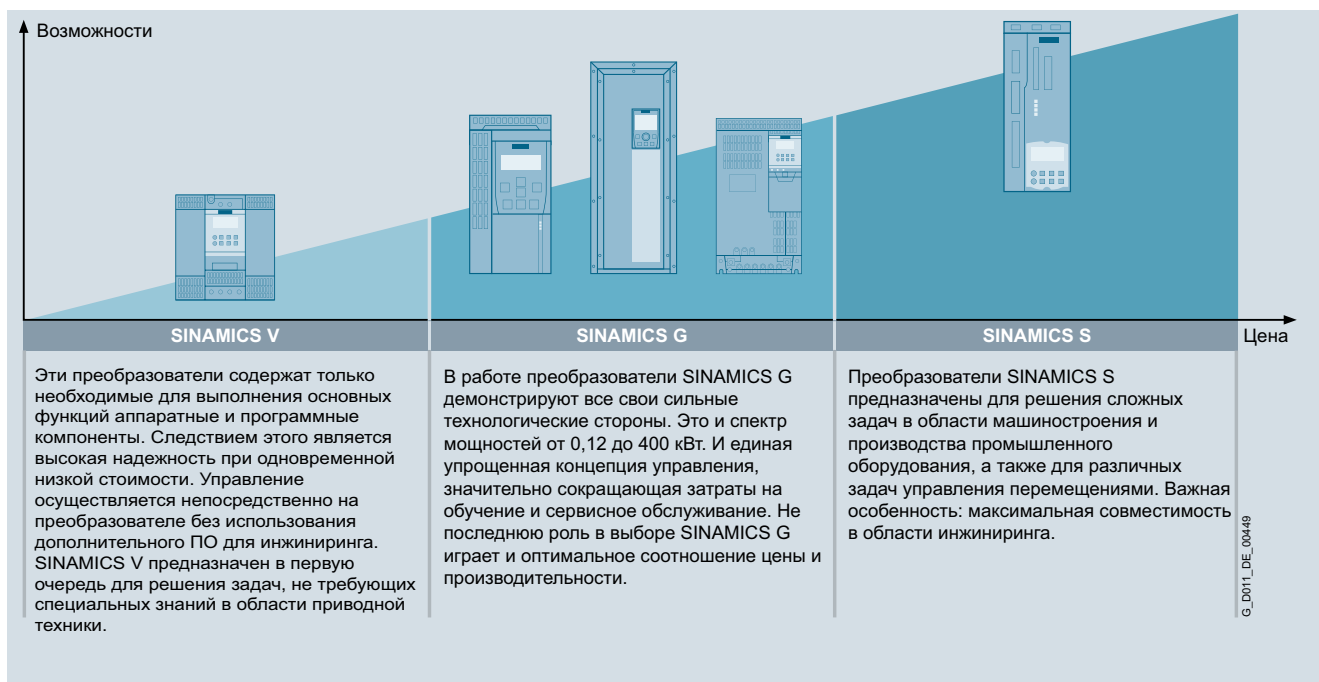 Возможности
SINAMICS V
SINAMICS G
SINAMICS S
Цена
Эти преобразователи содержат только
необходимые для выполнения основных
функций аппаратные и программные
компоненты. Следствием этого является
высокая надежность при одновременной
низкой стоимости. Управление
осуществляется непосредственно на
преобразователе без использования
дополнительного ПО для инжиниринга.
SINAMICS V предназначен в первую
очередь для решения задач, не требующих
специальных знаний в области приводной
техники.
В работе преобразователи SINAMICS G
демонстрируют все свои сильные
технологические стороны. Это и спектр
мощностей от 0,12 до 400 кВт. И единая
упрощенная концепция управления,
значительно сокращающая затраты на
обучение и сервисное обслуживание. Не
последнюю роль в выборе SINAMICS G
играет и оптимальное соотношение цены и
производительности.
Преобразователи SINAMICS S
предназначены для решения сложных
задач в области машиностроения и
производства промышленного
оборудования, а также для различных
задач управления перемещениями. Важная
особенность: максимальная совместимость
в области инжиниринга.
G_D011_DE_00449